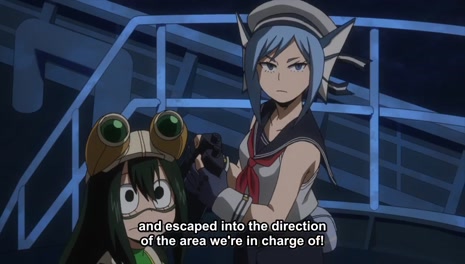 and escaped into the direction
of the area we're in charge of!